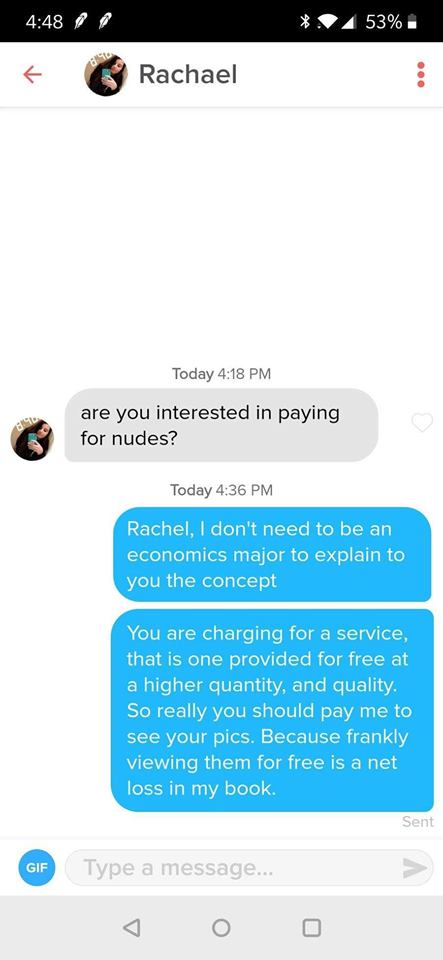 4:48
53%
Rachael
Today 4:18 PM
are you interested in paying
for nudes?
Today 4:36 PM
Rachel, I don't need to be an
economics major to explain to
you the concept
You are charging for a service,
that is one provided for free at
a higher quantity, and quality.
So really you should pay me to
see your pics. Because frankly
viewing them for free is a net
loss in my book.
Sent
GIF
Type a message...